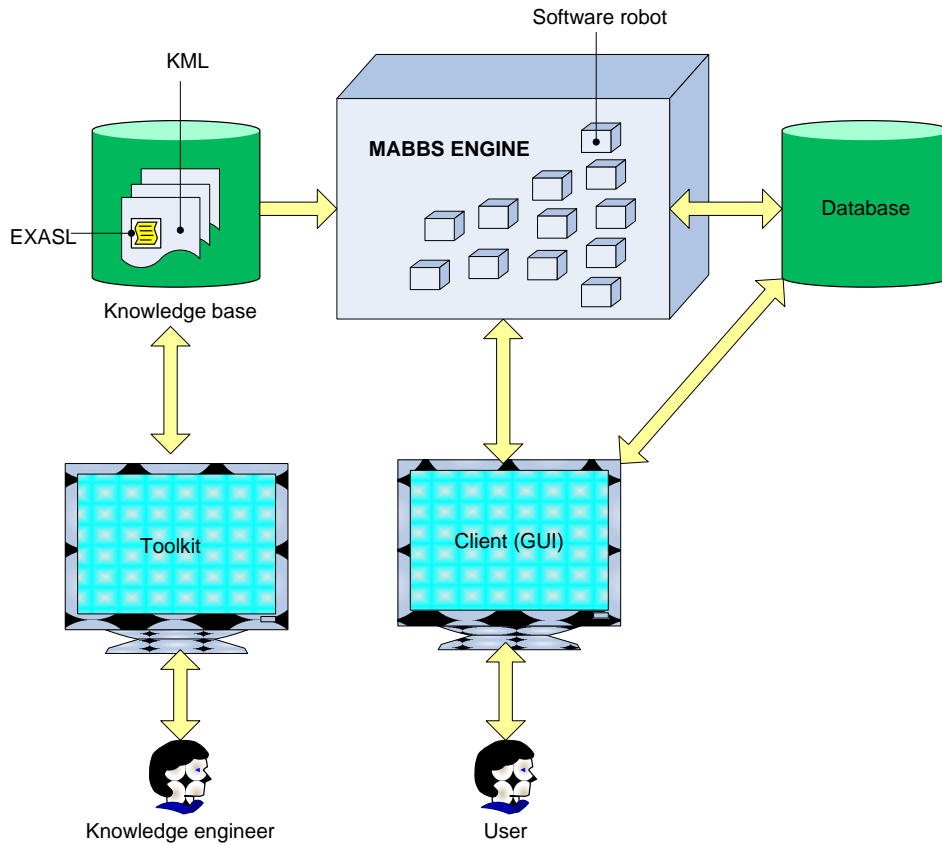 Software robot
KML
MABBS ENGINE
EXASL
Database
Knowledge base
Toolkit
Client (GUI)
Knowledge engineer
User